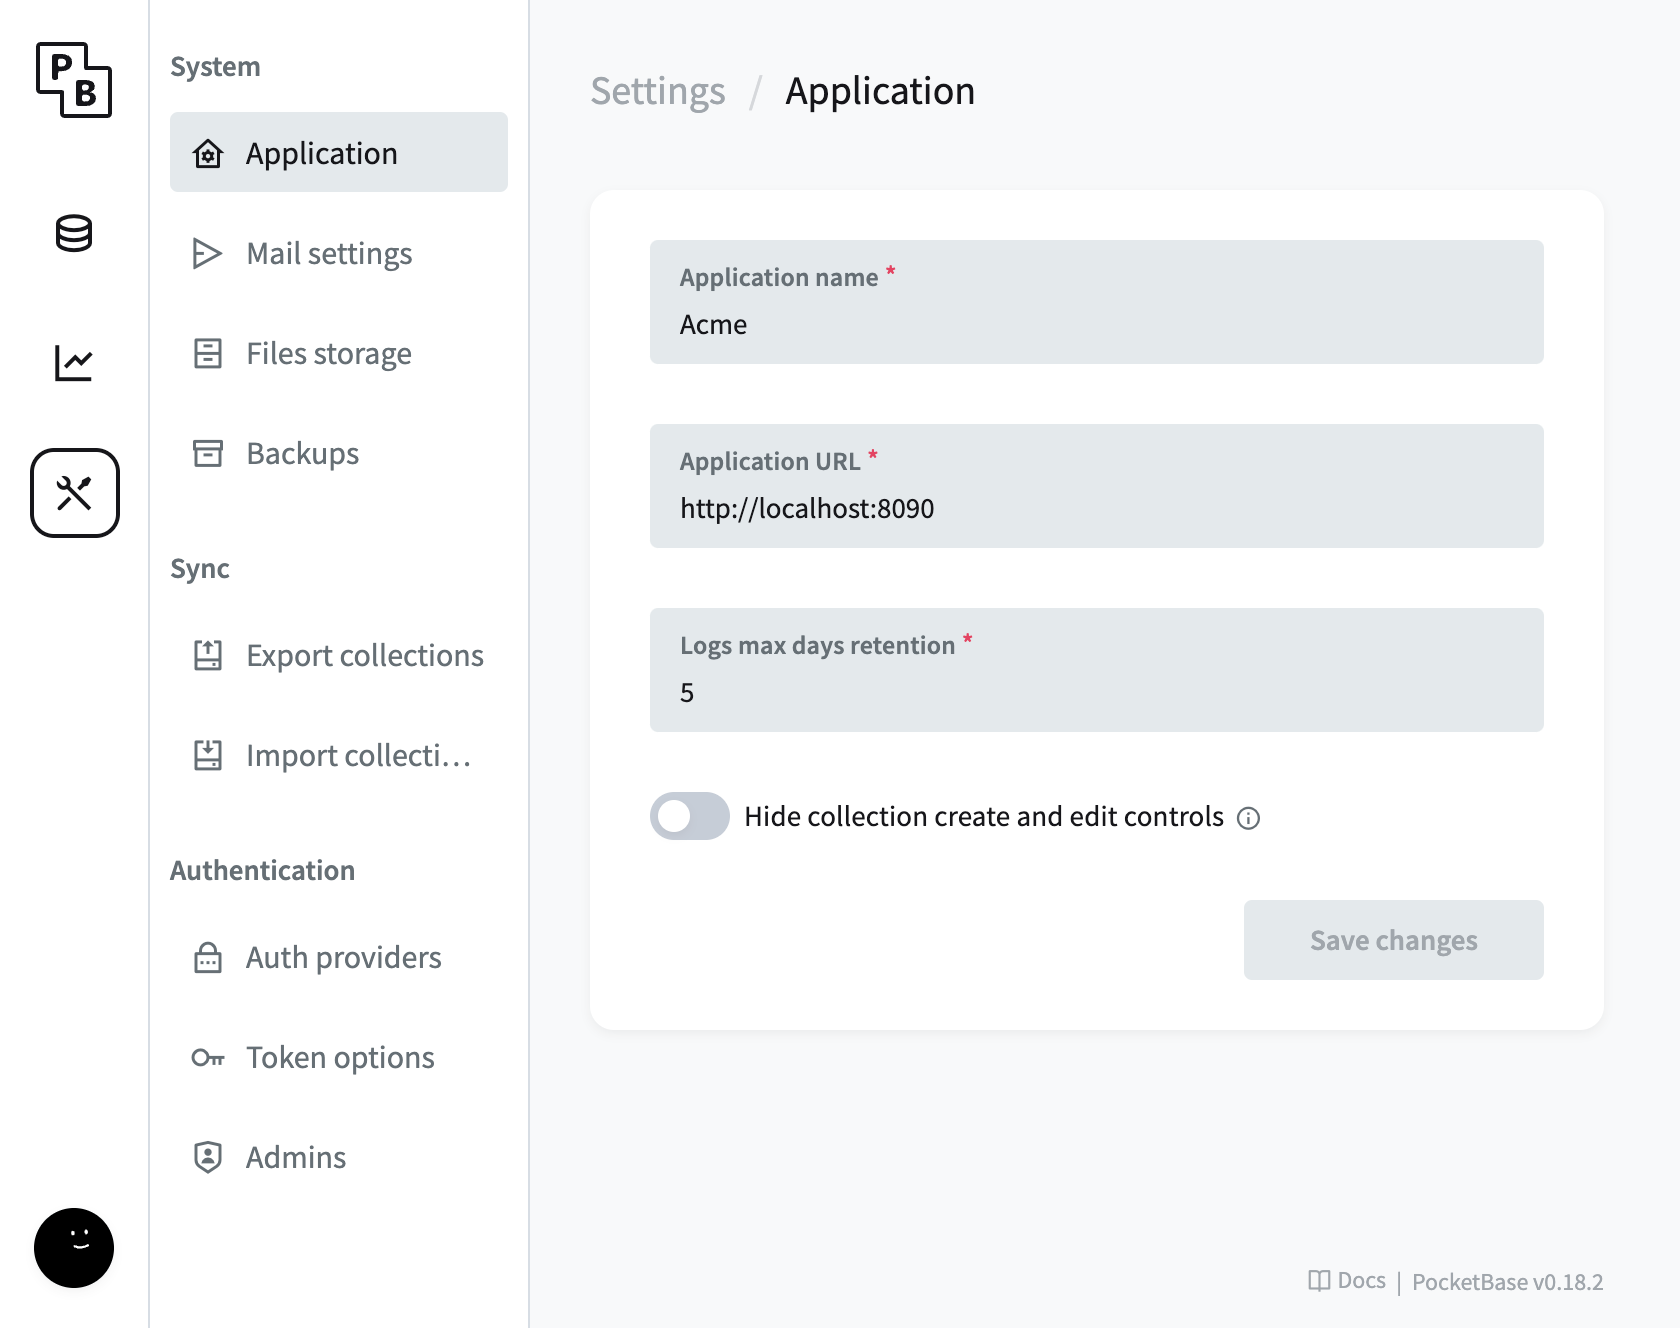 PB
System
Application
Mail settings
Files storage
Backups
Sync
Export collections
Import collecti...
Authentication
Auth providers
Token options
Admins
Settings / Application
Application name *
Acme
Application URL *
http://localhost:8090
Logs max days retention *
5
Hide collection create and edit controls
Save changes
Docs | PocketBase v0.18.2